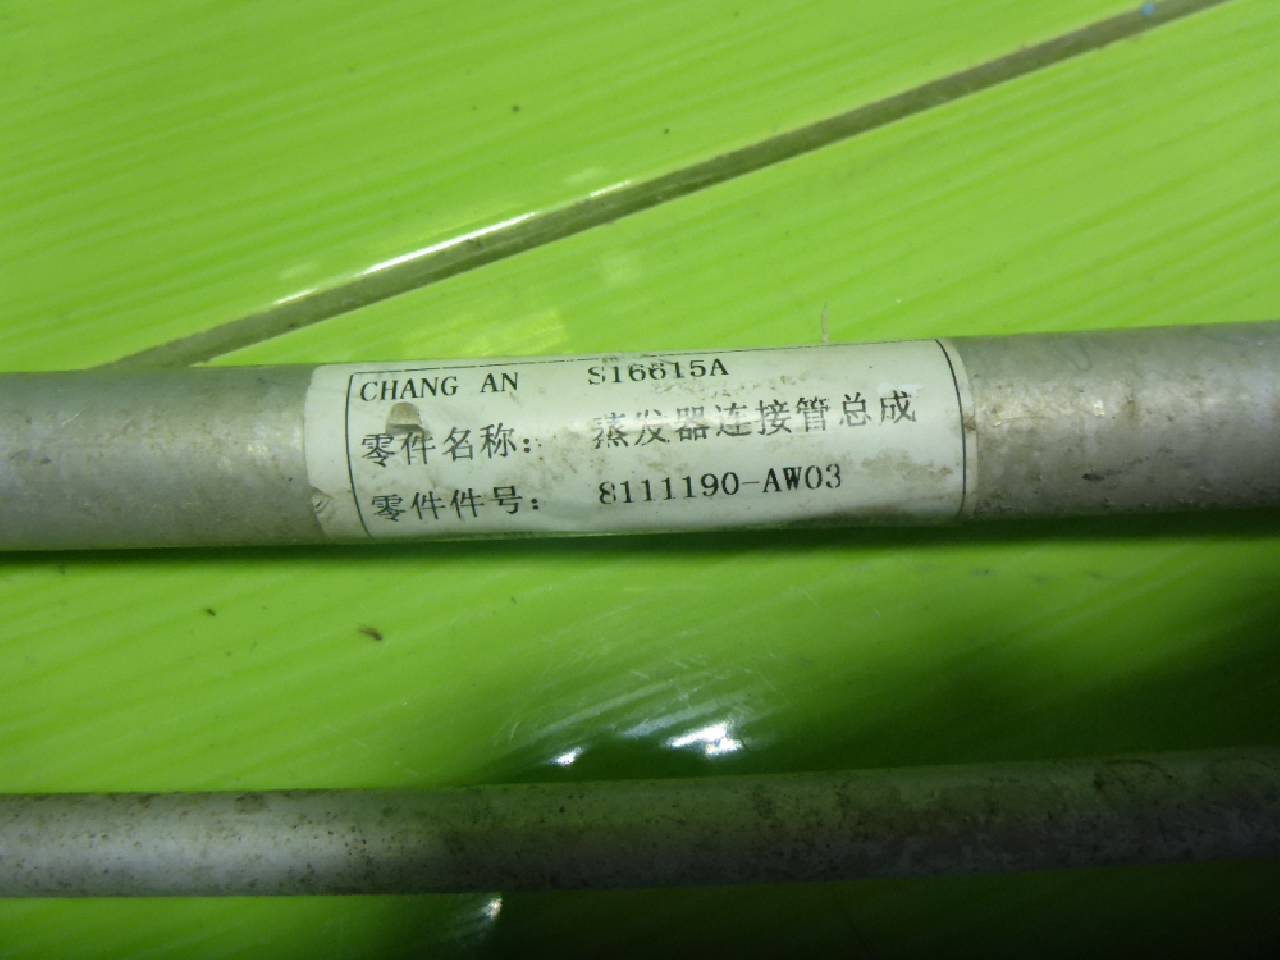 CHANG AN S16615A
零件名称： 蒸发器连接管总成
零件件号： 8111190-AW03